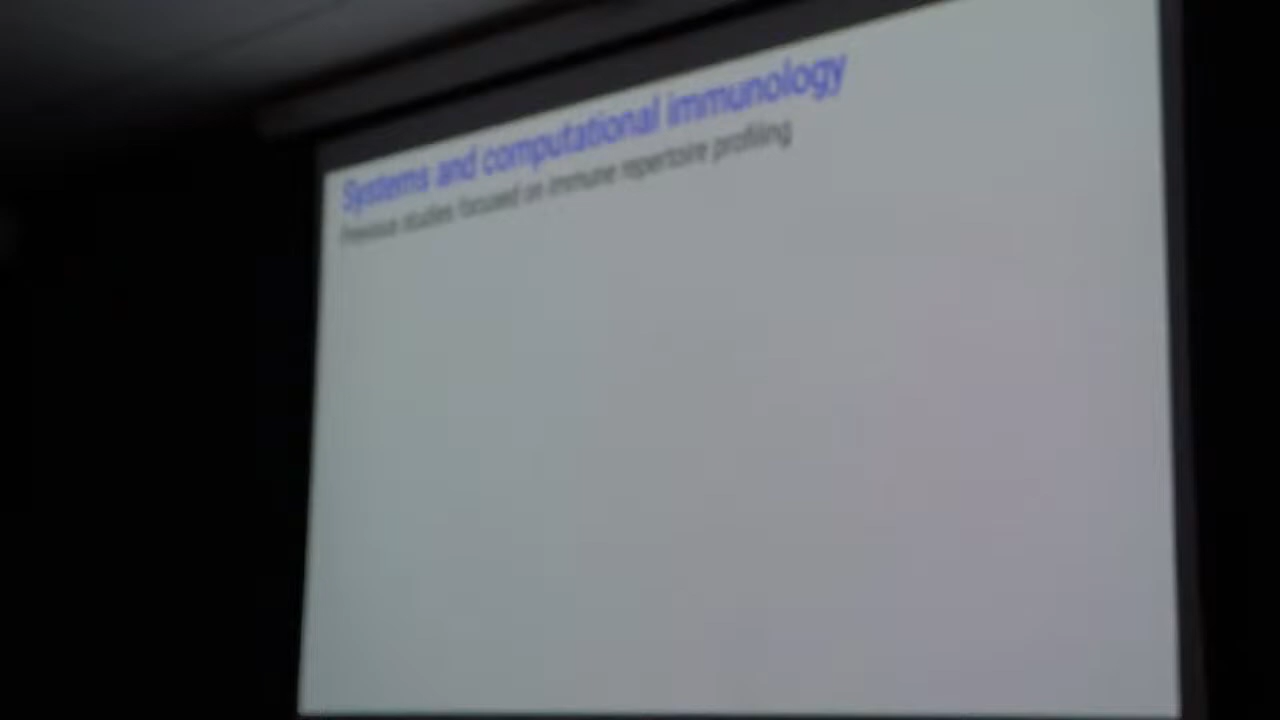 Systems and computational immunology
Previous studies focused on immune repertoire profiling